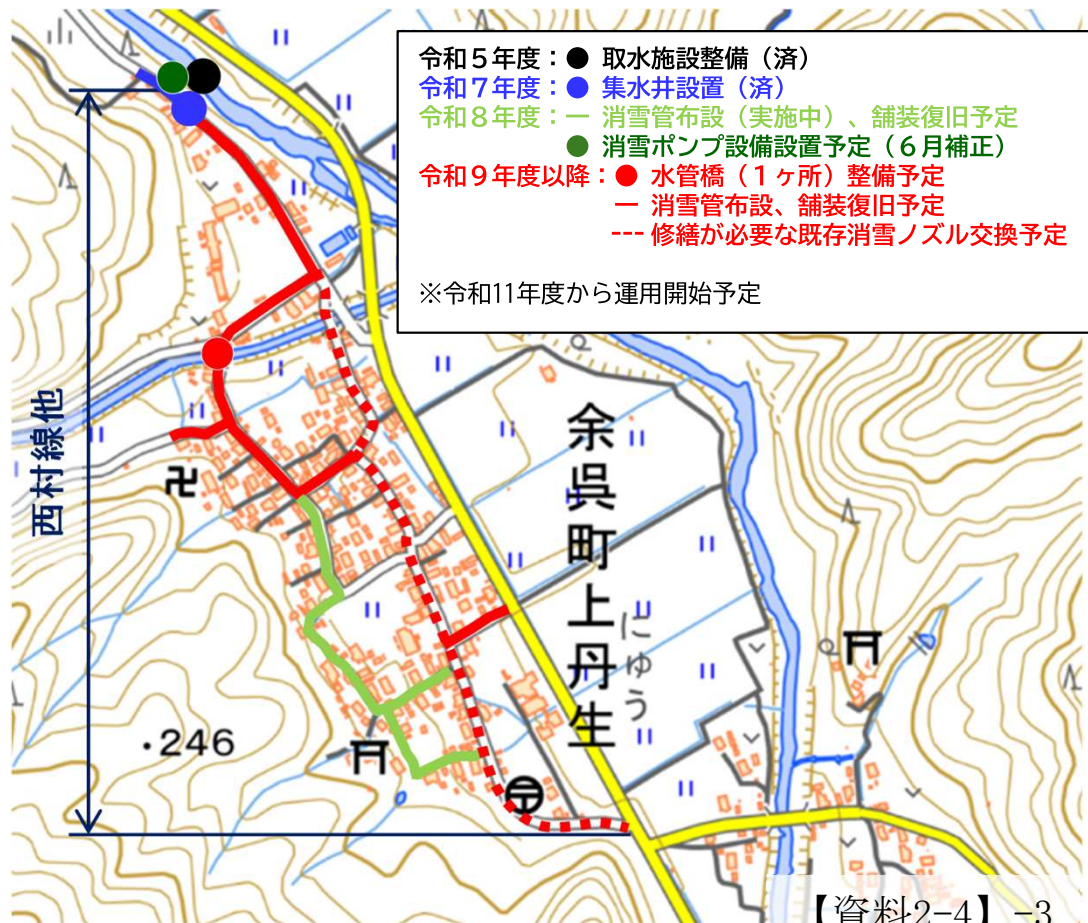 令和5年度：● 取水施設整備（済）
令和7年度：● 集水井設置（済）
令和8年度：ー 消雪管布設（実施中）、舗装復旧予定
● 消雪ポンプ設備設置予定（6月補正）
令和9年度以降：● 水管橋（1ヶ所）整備予定
ー 消雪管布設、舗装復旧予定
--- 修繕が必要な既存消雪ノズル交換予定
※令和11年度から運用開始予定
西村線他
余呉町上丹生
にゅう
・246
【資料2-4】-3